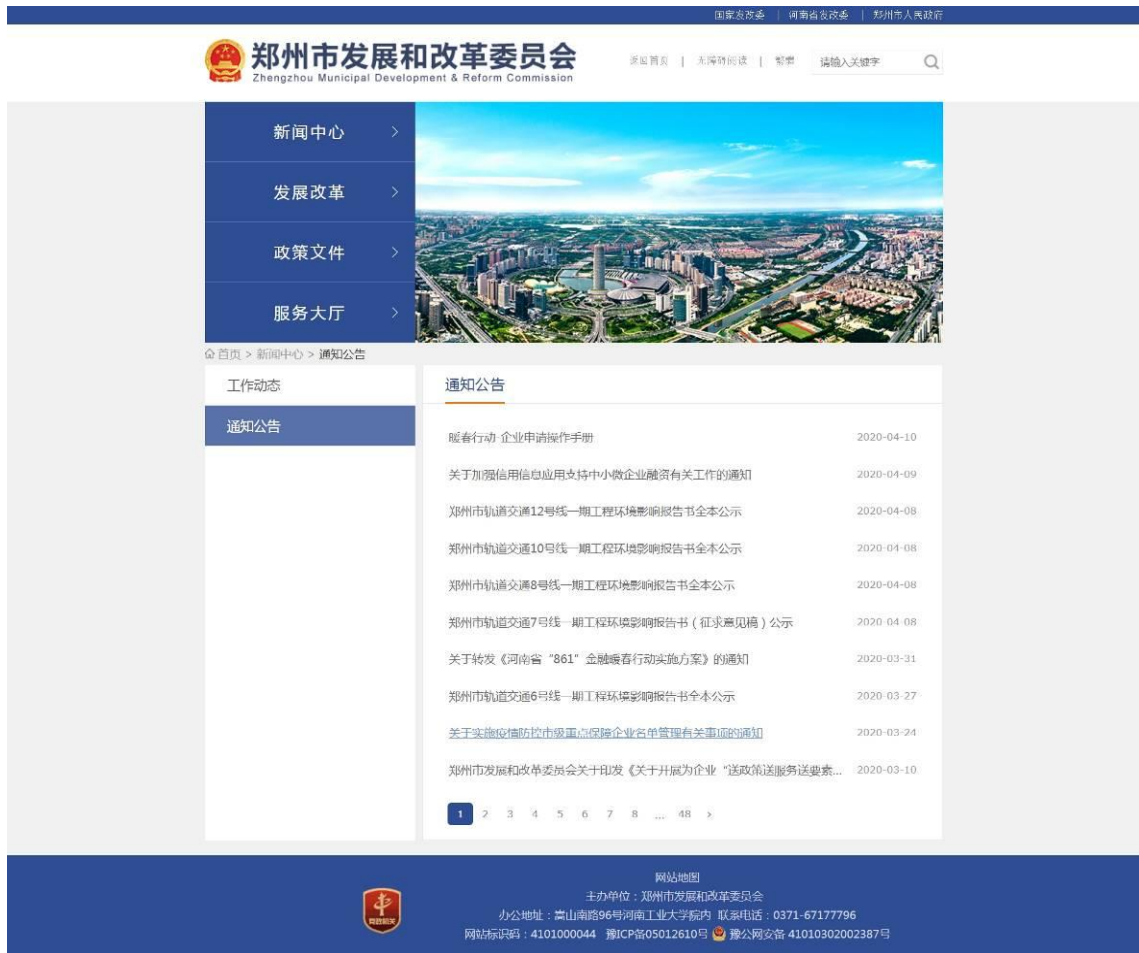 国家发改委 | 河南省发改委 | 郑州市人民政府
郑州市发展和改革委员会
Zhengzhou Municipal Development & Reform Commission
返回首页 | 无障碍阅读 | 繁體
请输入关键字
新闻中心 >
发展改革 >
政策文件 >
服务大厅 >
首页 > 新闻中心 > 通知公告
工作动态
通知公告
通知公告
暖春行动-企业申请操作手册 2020-04-10
关于加强信用信息应用支持中小微企业融资有关工作的通知 2020-04-09
郑州市轨道交通12号线一期工程环境影响报告书全本公示 2020-04-08
郑州市轨道交通10号线一期工程环境影响报告书全本公示 2020-04-08
郑州市轨道交通8号线一期工程环境影响报告书全本公示 2020-04-08
郑州市轨道交通7号线一期工程环境影响报告书（征求意见稿）公示 2020-04-08
关于转发《河南省“861”金融暖春行动实施方案》的通知 2020-03-31
郑州市轨道交通6号线一期工程环境影响报告书全本公示 2020-03-27
关于实施疫情防控市级重点保障企业名单管理有关事项的通知 2020-03-24
郑州市发展和改革委员会关于印发《关于开展为企业“送政策送服务送要素... 2020-03-10
1 2 3 4 5 6 7 8 ... 48 >
网站地图
主办单位：郑州市发展和改革委员会
办公地址：嵩山南路96号河南工业大学院内 联系电话：0371-67177796
网站标识码：4101000044 豫ICP备05012610号 豫公网安备 41010302002387号
党政机关